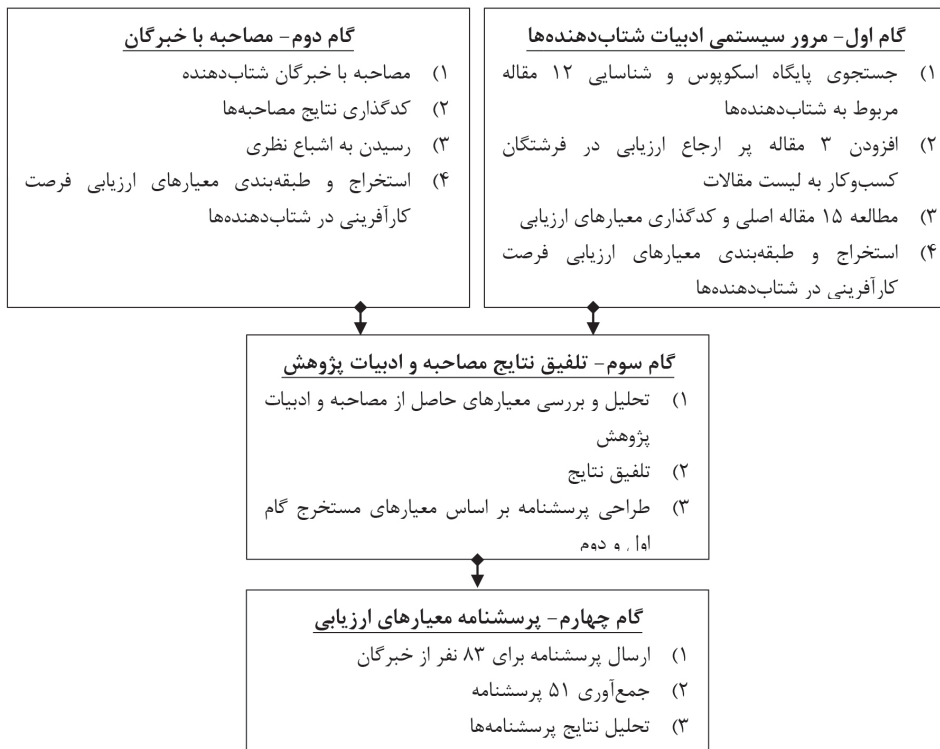 گام اول- مرور سیستمی ادبیات شتاب‌دهنده‌ها
۱) جستجوی پایگاه اسکوپوس و شناسایی ۱۲ مقاله
مربوط به شتاب‌دهنده‌ها
۲) افزودن ۳ مقاله پر ارجاع ارزیابی در فرشتگان
کسب‌وکار به لیست مقالات
۳) مطالعه ۱۵ مقاله اصلی و کدگذاری معیارهای ارزیابی
۴) استخراج و طبقه‌بندی معیارهای ارزیابی فرصت
کارآفرینی در شتاب‌دهنده‌ها
گام دوم- مصاحبه با خبرگان
۱) مصاحبه با خبرگان شتاب‌دهنده
۲) کدگذاری نتایج مصاحبه‌ها
۳) رسیدن به اشباع نظری
۴) استخراج و طبقه‌بندی معیارهای ارزیابی فرصت
کارآفرینی در شتاب‌دهنده‌ها
گام سوم- تلفیق نتایج مصاحبه و ادبیات پژوهش
۱) تحلیل و بررسی معیارهای حاصل از مصاحبه و ادبیات
پژوهش
۲) تلفیق نتایج
۳) طراحی پرسشنامه بر اساس معیارهای مستخرج گام
اول و دوم
گام چهارم- پرسشنامه معیارهای ارزیابی
۱) ارسال پرسشنامه برای ۸۳ نفر از خبرگان
۲) جمع‌آوری ۵۱ پرسشنامه
۳) تحلیل نتایج پرسشنامه‌ها